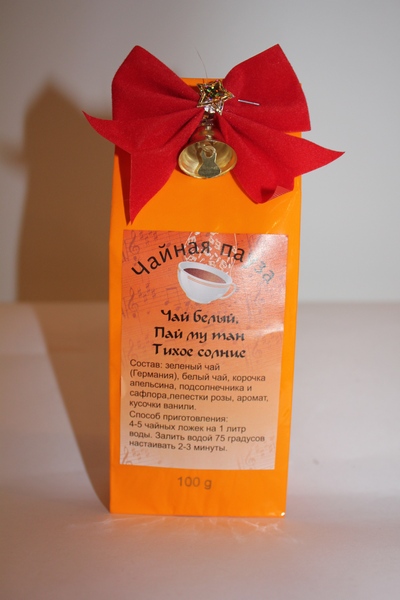 Чайная пауза
Чай белый,
Пай му тан
Тихое солние
Состав: зеленый чай
(Германия), белый чай, корочка
апельсина, подсолнечника и
сафлора,лепестки розы, аромат,
кусочки ванили.
Способ приготовления:
4-5 чайных ложек на 1 литр
воды. Залить водой 75 градусов
настаивать 2-3 минуты.
100 g